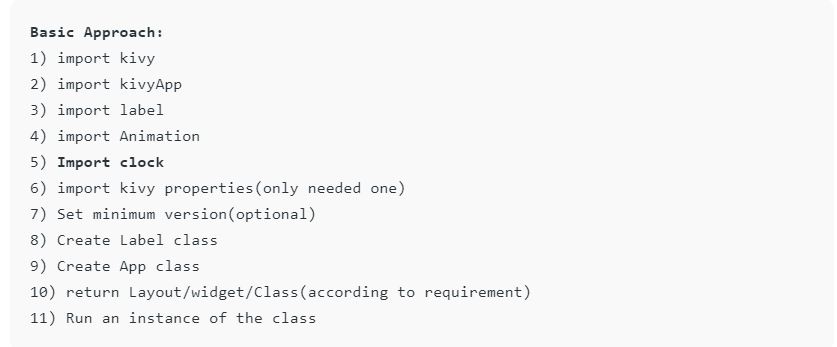 Basic Approach:
1) import kivy
2) import kivyApp
3) import label
4) import Animation
5) Import clock
6) import kivy properties(only needed one)
7) Set minimum version(optional)
8) Create Label class
9) Create App class
10) return Layout/widget/Class(according to requirement)
11) Run an instance of the class